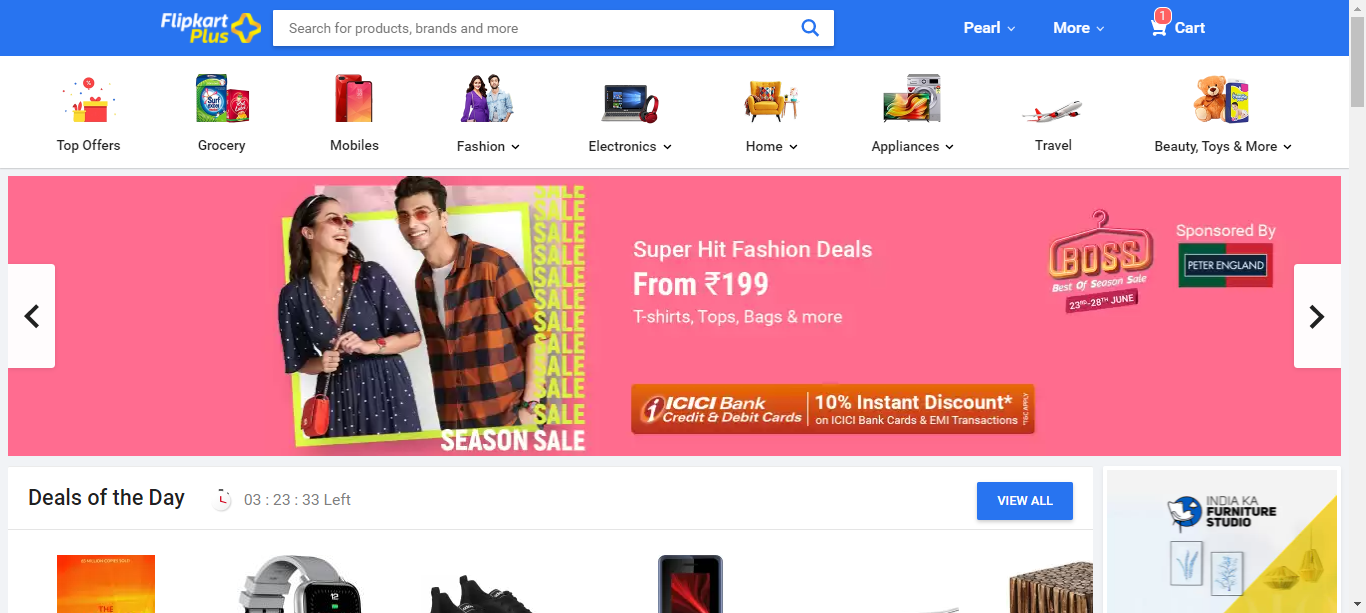 Flipkart
Plus
Search for products, brands and more
Pearl
More
1
Cart
Top Offers
Grocery
Mobiles
Fashion
Electronics
Home
Appliances
Travel
Beauty, Toys & More
SALE
SALE
SALE
SALE
SALE
SALE
SALE
SALE
SALE
SALE
SALE
SEASON SALE
Super Hit Fashion Deals
From ₹199
T-shirts, Tops, Bags & more
ICICI Bank
Credit & Debit Cards
10% Instant Discount*
on ICICI Bank Cards & EMI Transactions
*T&C APPLY
BOSS
Best Of Season Sale
23RD-28TH JUNE
Sponsored By
PETER ENGLAND
Deals of the Day
03 : 23 : 33 Left
VIEW ALL
INDIA KA
FURNITURE
STUDIO
THE
12